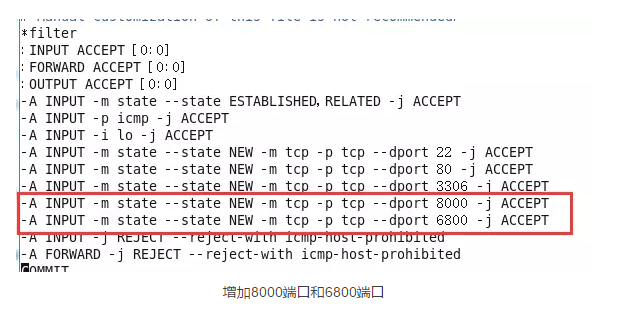 # Manual customization of this file is not recommended.
*filter
:INPUT ACCEPT [0:0]
:FORWARD ACCEPT [0:0]
:OUTPUT ACCEPT [0:0]
-A INPUT -m state --state ESTABLISHED,RELATED -j ACCEPT
-A INPUT -p icmp -j ACCEPT
-A INPUT -i lo -j ACCEPT
-A INPUT -m state --state NEW -m tcp -p tcp --dport 22 -j ACCEPT
-A INPUT -m state --state NEW -m tcp -p tcp --dport 80 -j ACCEPT
-A INPUT -m state --state NEW -m tcp -p tcp --dport 3306 -j ACCEPT
-A INPUT -m state --state NEW -m tcp -p tcp --dport 8000 -j ACCEPT
-A INPUT -m state --state NEW -m tcp -p tcp --dport 6800 -j ACCEPT
-A INPUT -j REJECT --reject-with icmp-host-prohibited
-A FORWARD -j REJECT --reject-with icmp-host-prohibited
COMMIT
增加8000端口和6800端口